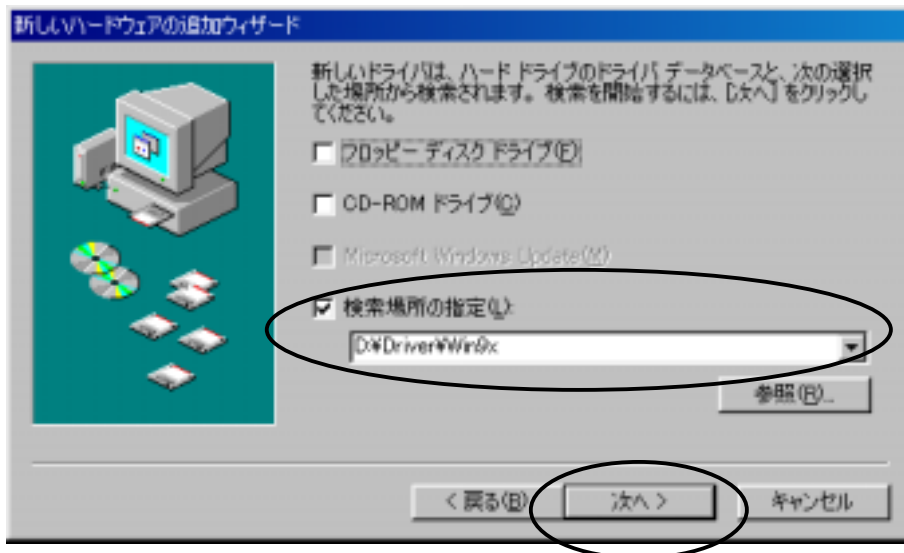 新しいハードウェアの追加ウィザード
新しいドライバは、ハード ドライブのドライバ データベースと、次の選択
した場所から検索されます。検索を開始するには、[次へ] をクリックし
てください。
フロッピー ディスク ドライブ(F)
CD-ROM ドライブ(C)
Microsoft Windows Update(M)
検索場所の指定(L):
D:¥Driver¥Win9x
参照(R)...
< 戻る(B)
次へ >
キャンセル